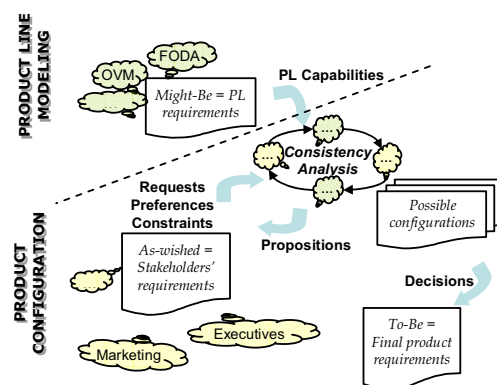 PRODUCT LINE
MODELING
FODA
OVM
...
Might-Be = PL
requirements
PL Capabilities
...
...
Consistency
Analysis
...
...
Requests
Preferences
Constraints
Propositions
Possible
configurations
PRODUCT
CONFIGURATION
As-wished =
Stakeholders'
requirements
...
Decisions
Executives
Marketing
To-Be =
Final product
requirements